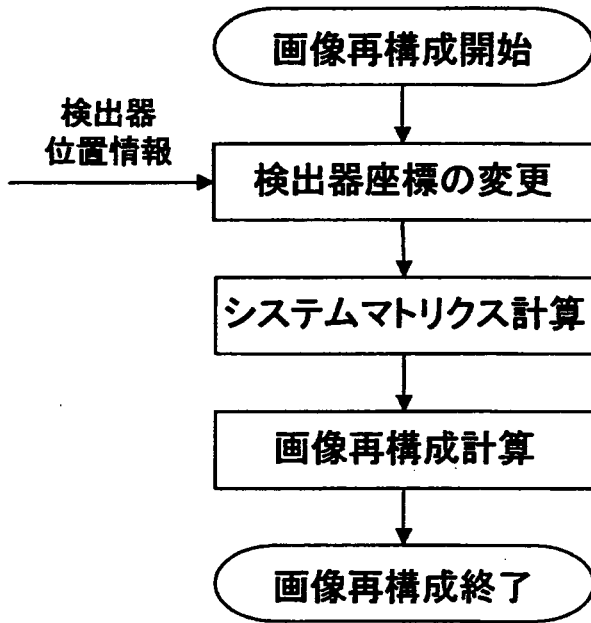 画像再構成開始
検出器
位置情報
検出器座標の変更
システムマトリクス計算
画像再構成計算
画像再構成終了